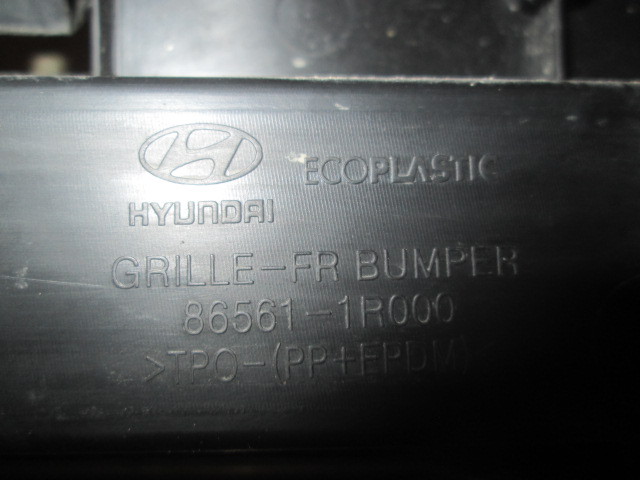 ECOPLASTIC
HYUNDAI
GRILLE-FR BUMPER
86561-1R000
>TPO-(PP+EPDM)